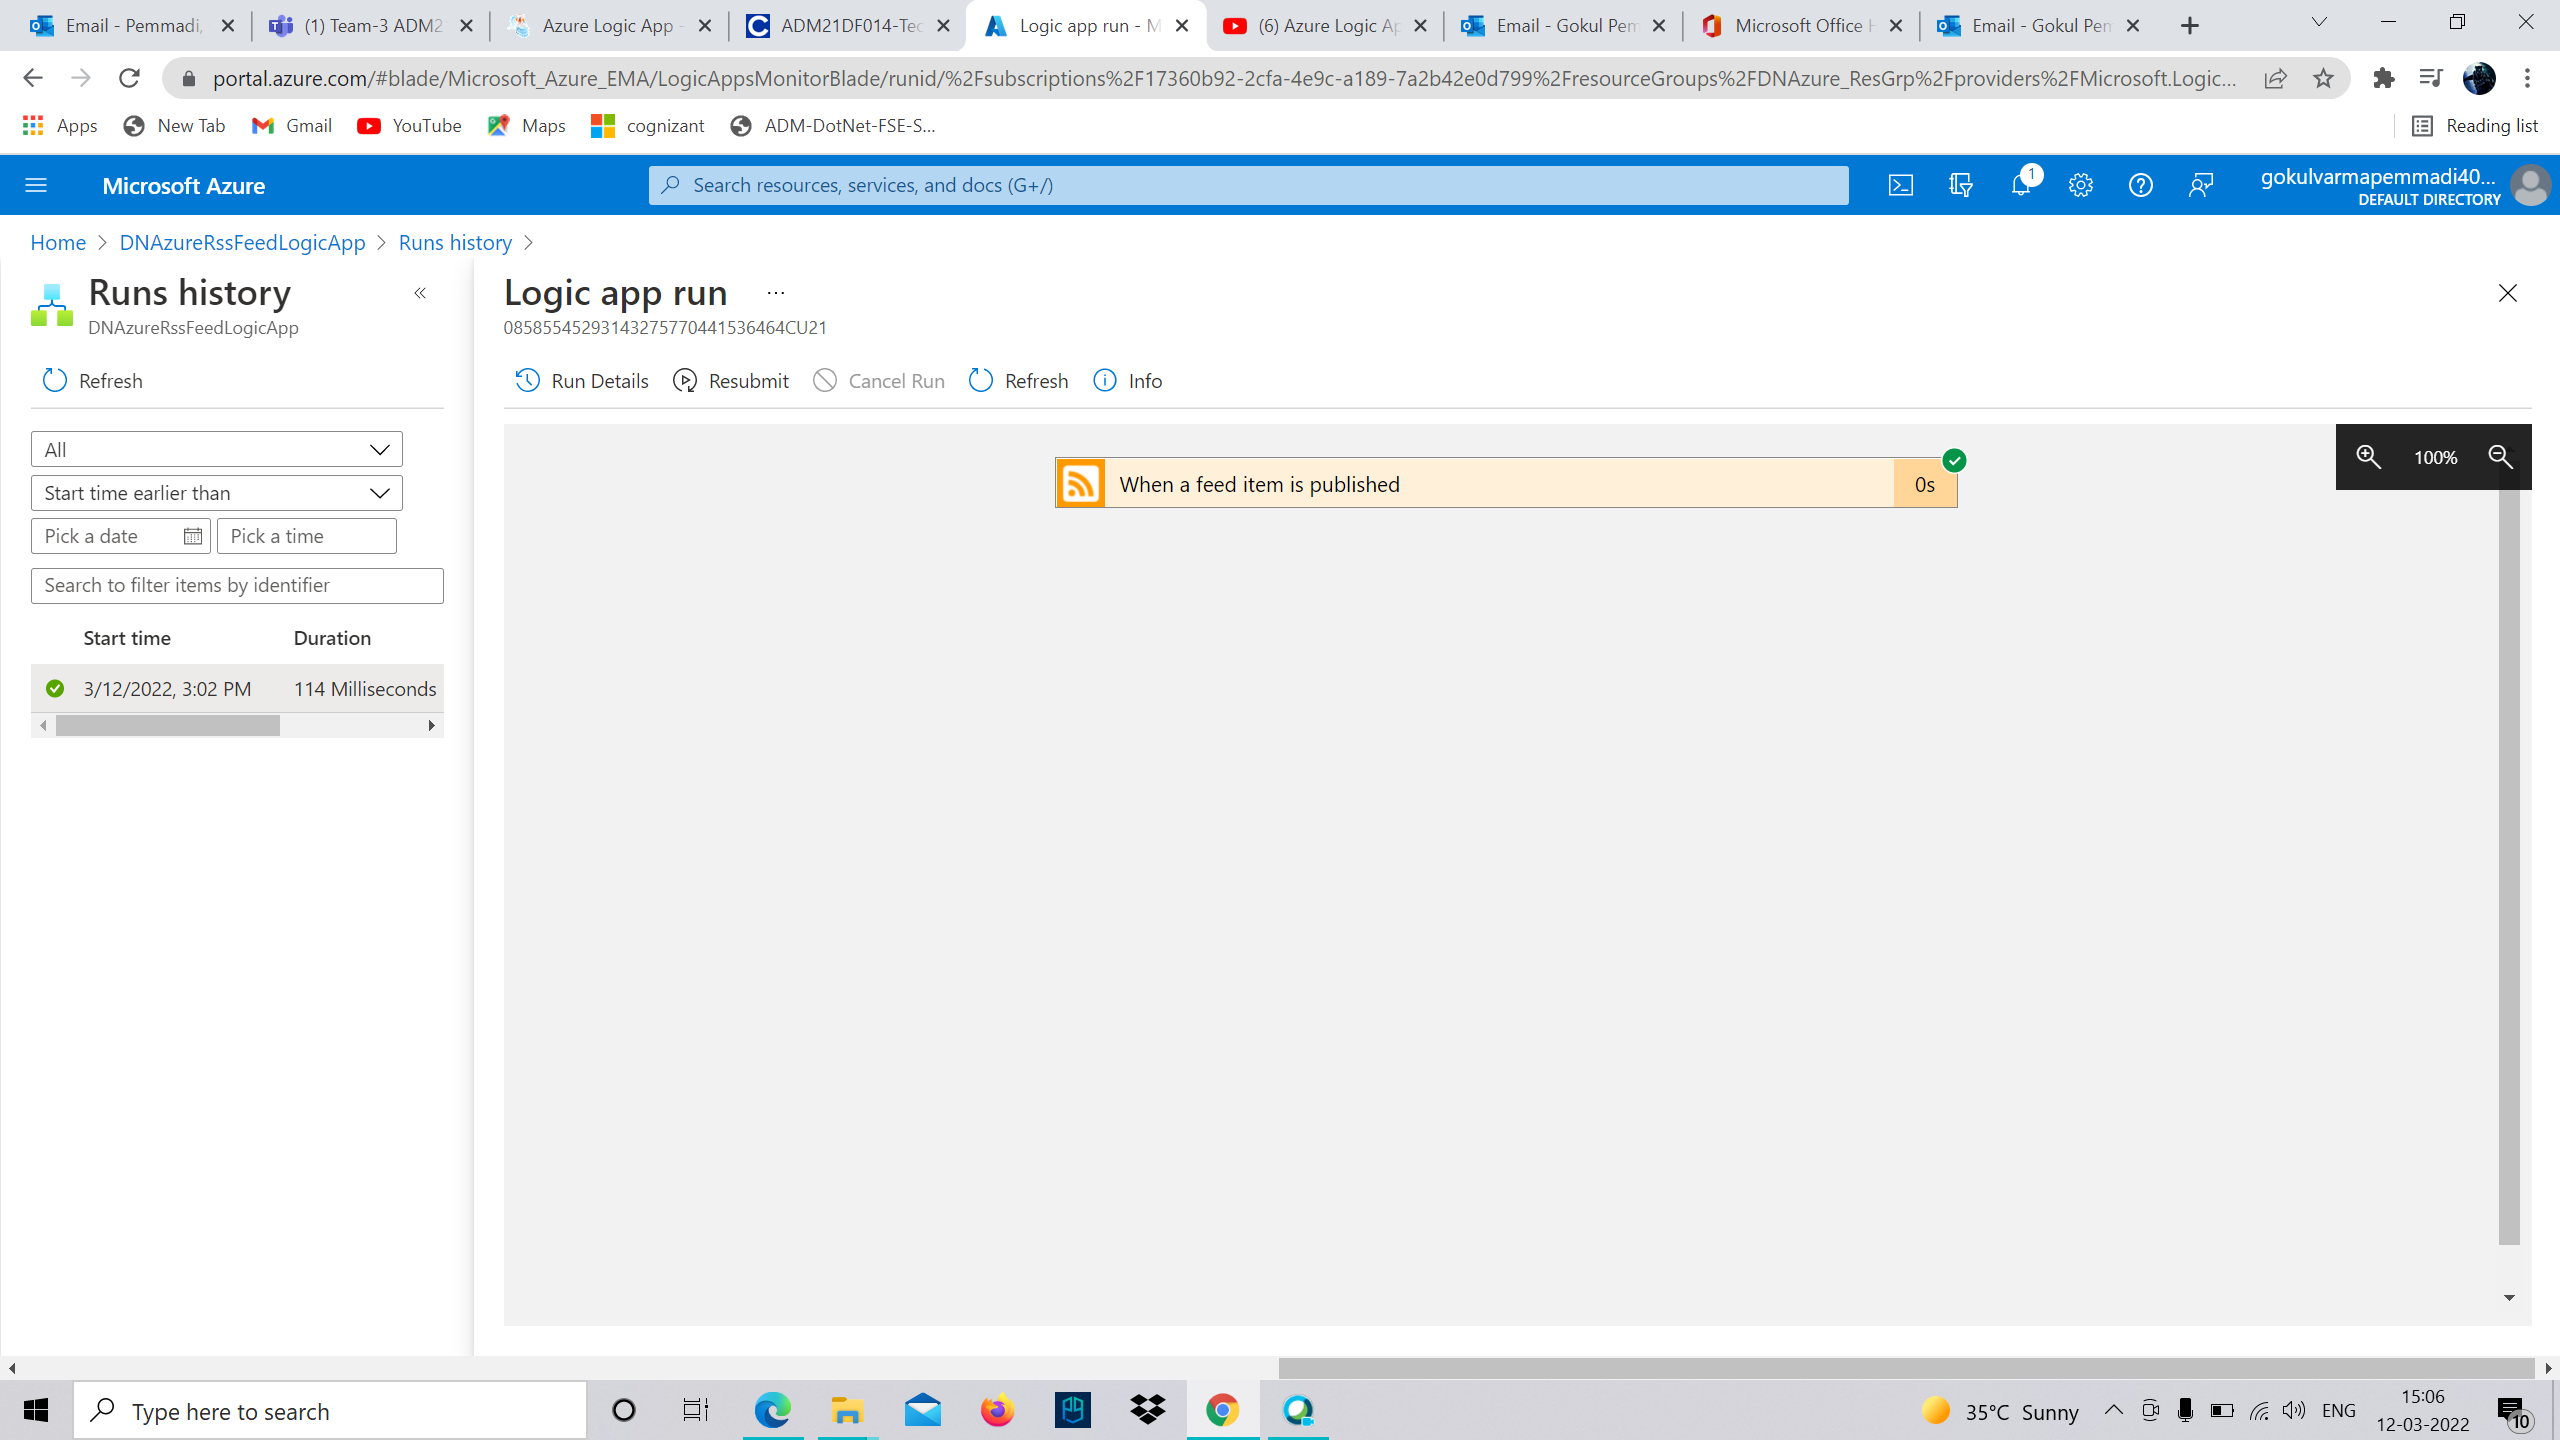 Email - Pemmadi,
(1) Team-3 ADM2
Azure Logic App -
ADM21DF014-Tec
Logic app run - M
(6) Azure Logic Ap
Email - Gokul Pem
Microsoft Office H
Email - Gokul Pem
portal.azure.com/#blade/Microsoft_Azure_EMA/LogicAppsMonitorBlade/runid/%2Fsubscriptions%2F17360b92-2cfa-4e9c-a189-7a2b42e0d799%2FresourceGroups%2FDNAzure_ResGrp%2Fproviders%2FMicrosoft.Logic...
Apps
New Tab
Gmail
YouTube
Maps
cognizant
ADM-DotNet-FSE-S...
Reading list
Microsoft Azure
Search resources, services, and docs (G+/)
1
gokulvarmapemmadi40...
DEFAULT DIRECTORY
Home > DNAzureRssFeedLogicApp > Runs history >
Runs history
DNAzureRssFeedLogicApp
Refresh
All
Start time earlier than
Pick a date
Pick a time
Search to filter items by identifier
Start time Duration
3/12/2022, 3:02 PM 114 Milliseconds
Logic app run ...
08585545293143275770441536464CU21
Run Details
Resubmit
Cancel Run
Refresh
Info
When a feed item is published
0s
100%
Type here to search
35°C Sunny
ENG
15:06
12-03-2022
10